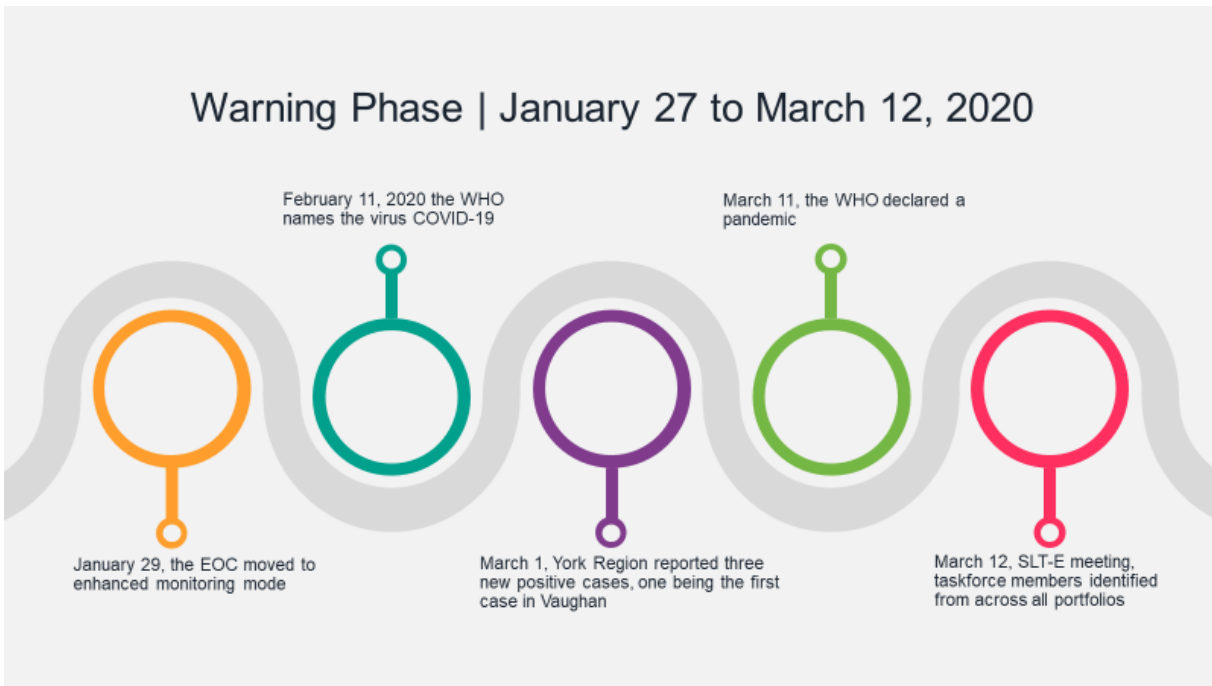 Warning Phase | January 27 to March 12, 2020
February 11, 2020 the WHO
names the virus COVID-19
March 11, the WHO declared a
pandemic
January 29, the EOC moved to
enhanced monitoring mode
March 1, York Region reported three
new positive cases, one being the first
case in Vaughan
March 12, SLT-E meeting,
taskforce members identified
from across all portfolios